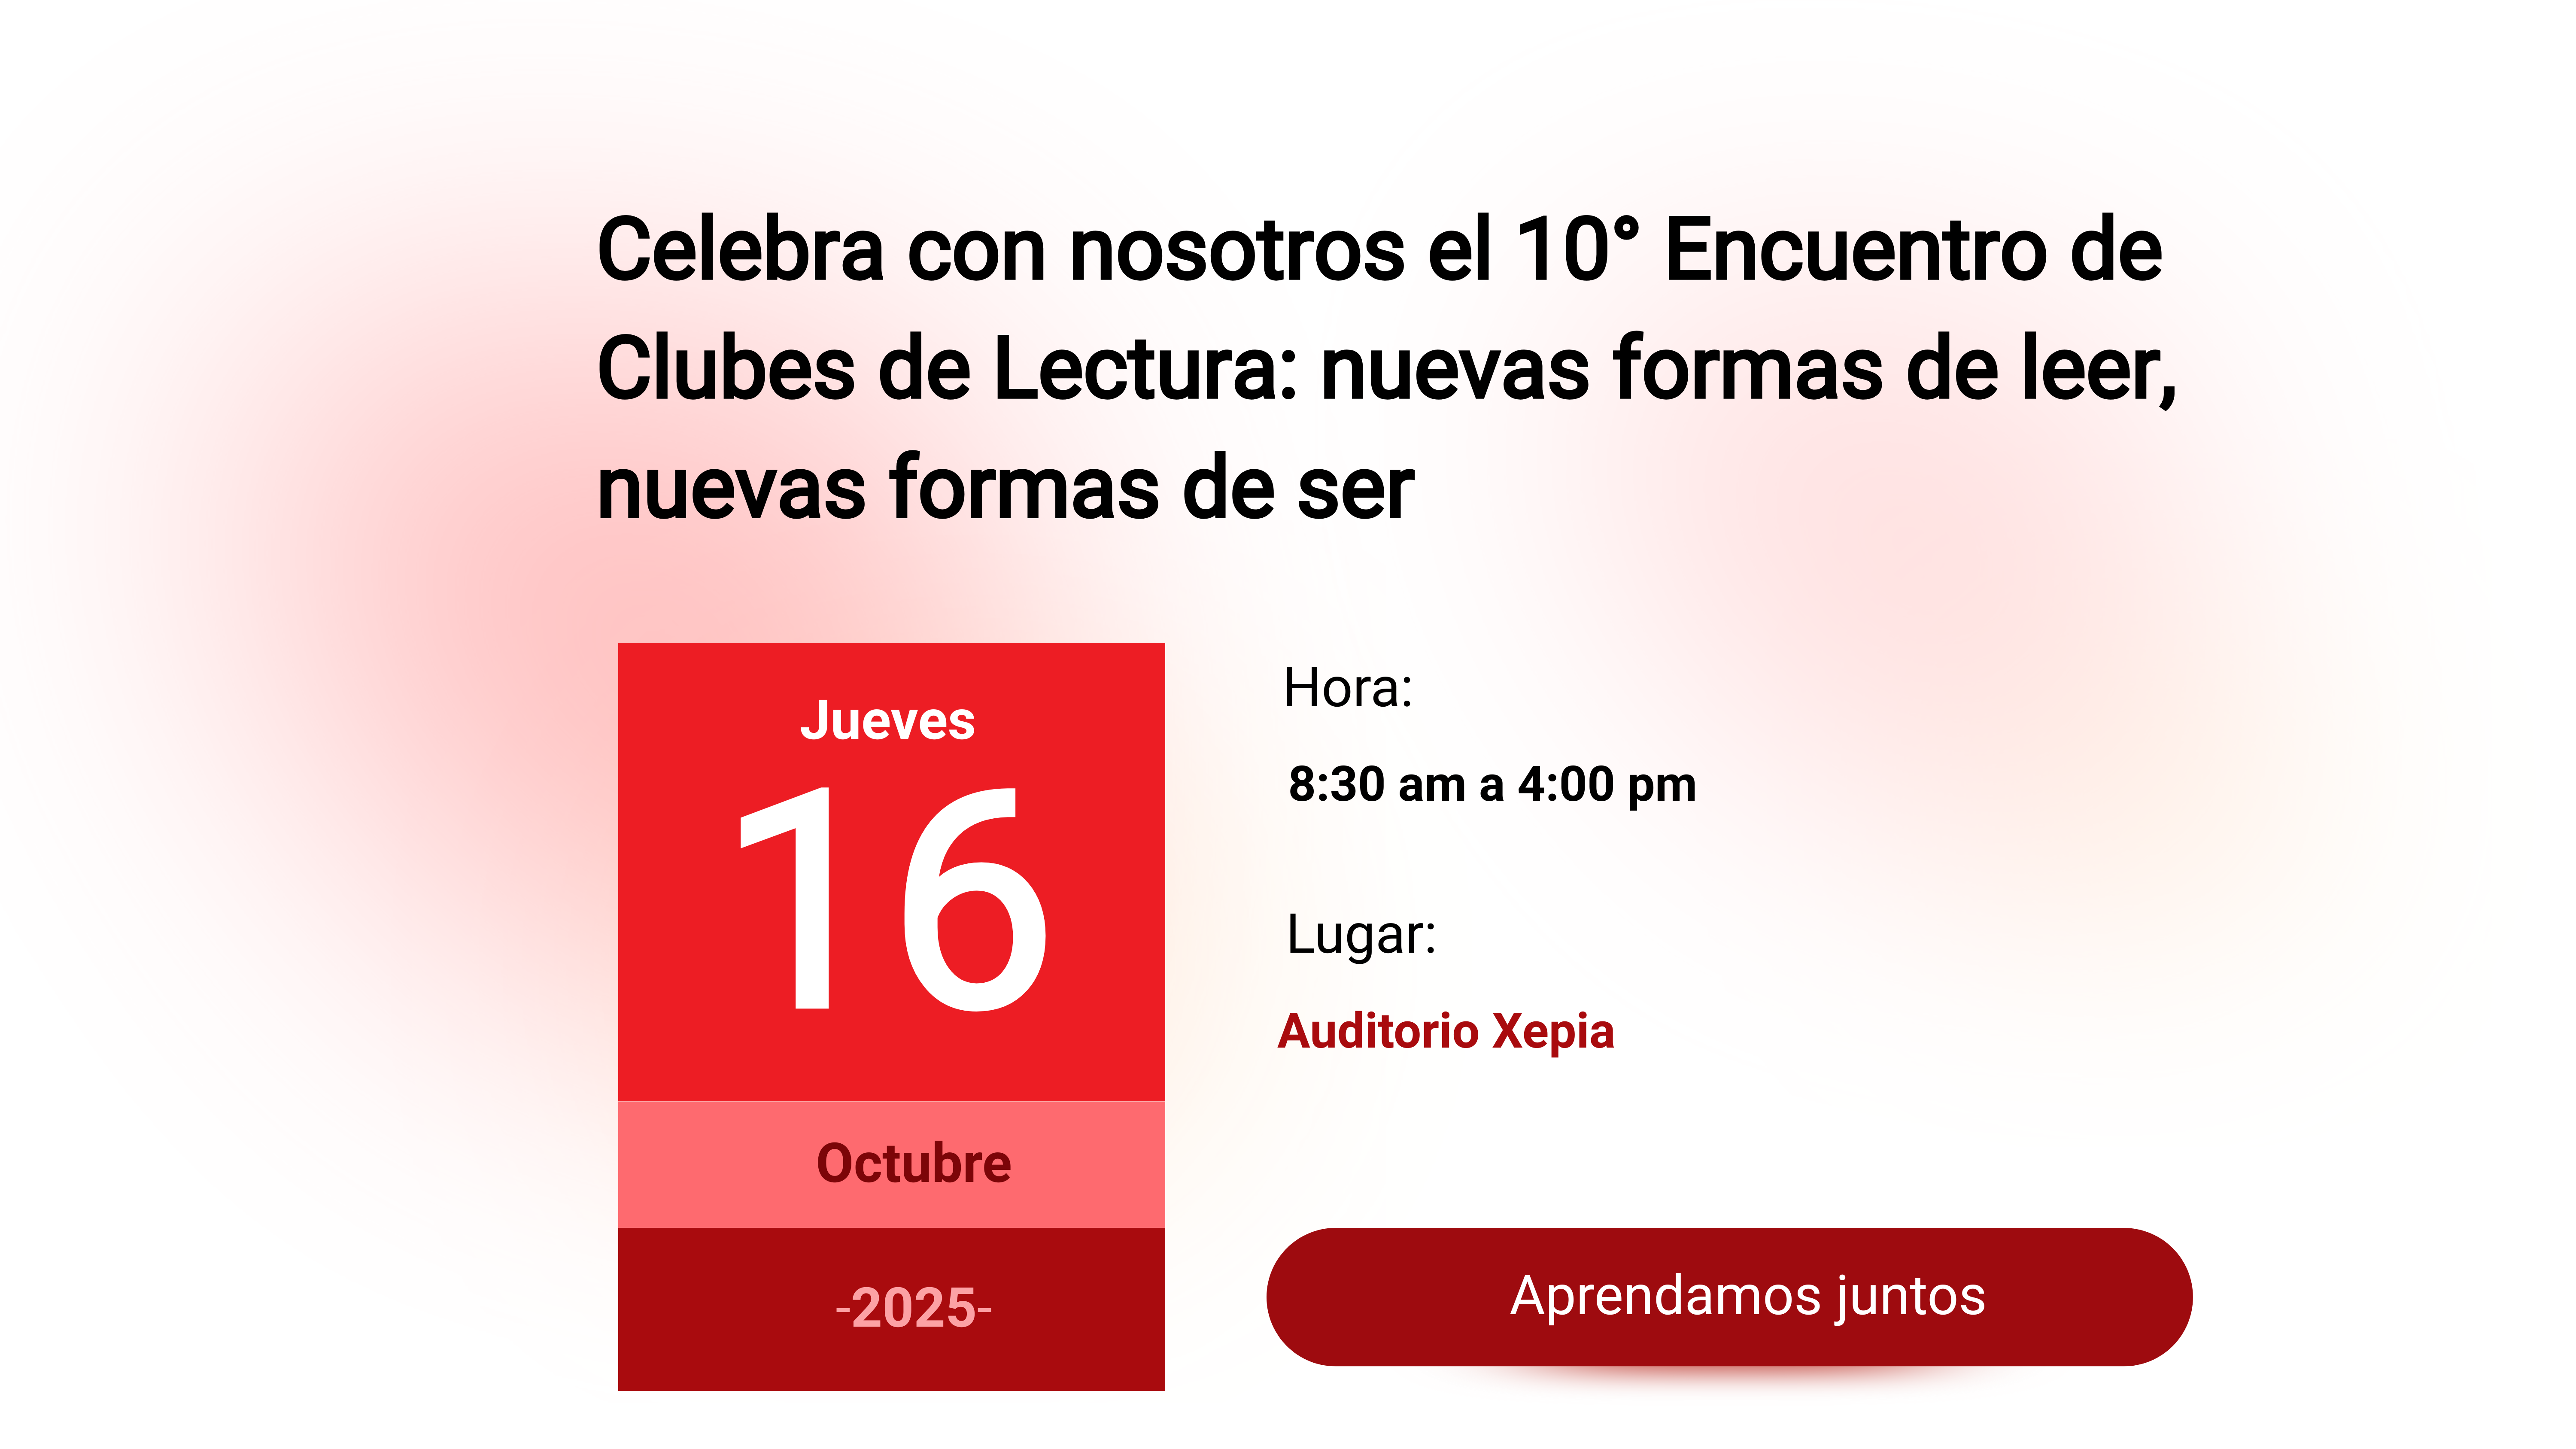 Celebra con nosotros el 10° Encuentro de
Clubes de Lectura: nuevas formas de leer,
nuevas formas de ser
Jueves
16
Octubre
-2025-
Hora:
8:30 am a 4:00 pm
Lugar:
Auditorio Xepia
Aprendamos juntos